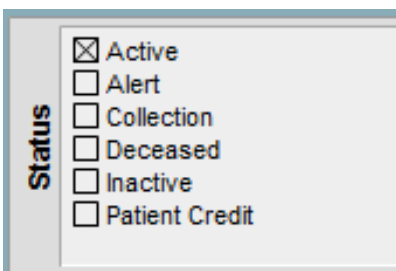 Status
Active
Alert
Collection
Deceased
Inactive
Patient Credit